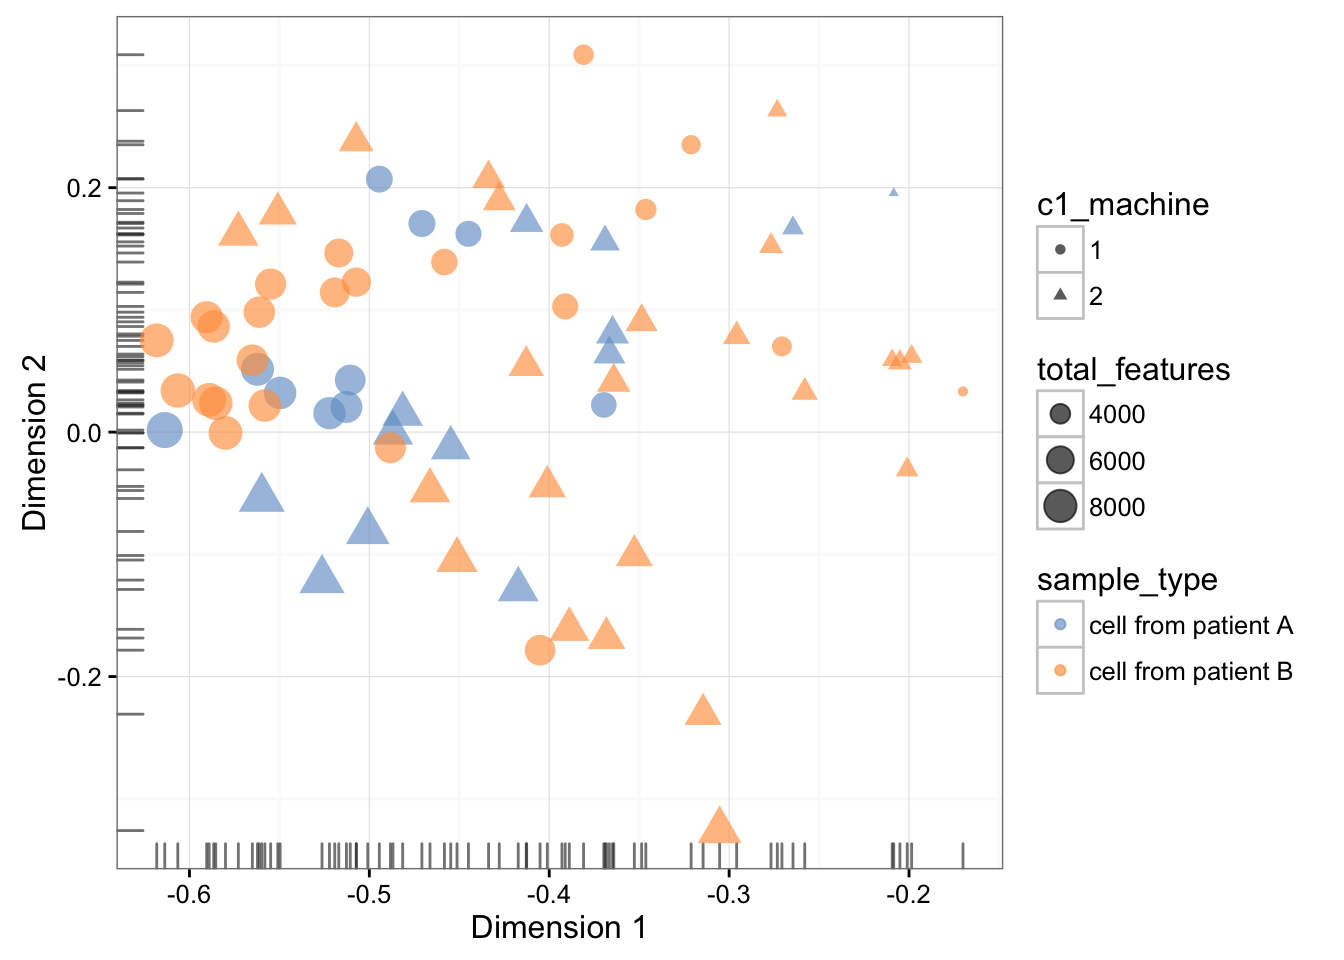 0.2
0.0
-0.2
Dimension 2
-0.6
-0.5
-0.4
-0.3
-0.2
Dimension 1
c1_machine
1
2
total_features
4000
6000
8000
sample_type
cell from patient A
cell from patient B